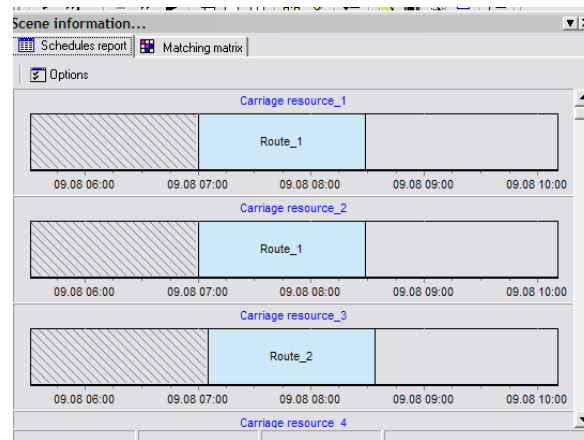 Scene information...
Schedules report Matching matrix
Options
Carriage resource_1
Route_1
09.08 06:00 09.08 07:00 09.08 08:00 09.08 09:00 09.08 10:00
Carriage resource_2
Route_1
09.08 06:00 09.08 07:00 09.08 08:00 09.08 09:00 09.08 10:00
Carriage resource_3
Route_2
09.08 06:00 09.08 07:00 09.08 08:00 09.08 09:00 09.08 10:00
Carriage resource_4